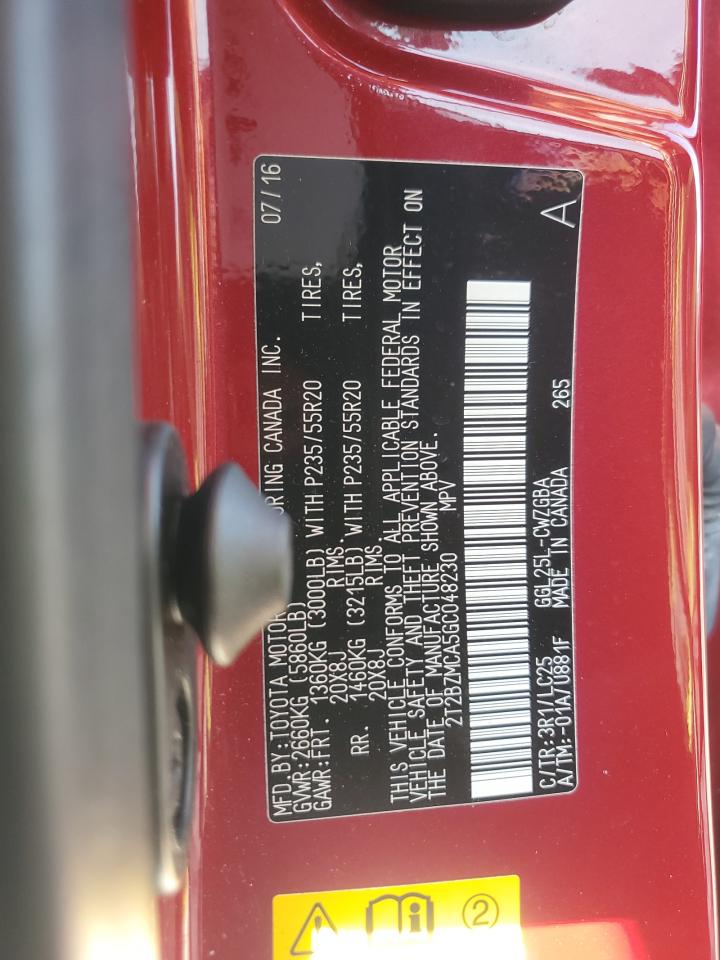 MFD. BY: TOYOTA MOTOR RING CANADA INC. 07/16
GVWR: 2660KG (5860LB)
GAWR: FRT. 1360KG (3000LB) WITH P235/55R20 TIRES,
20X8J RIMS.
RR. 1460KG (3215LB) WITH P235/55R20 TIRES,
20X8J RIMS
THIS VEHICLE CONFORMS TO ALL APPLICABLE FEDERAL MOTOR
VEHICLE SAFETY AND THEFT PREVENTION STANDARDS IN EFFECT ON
THE DATE OF MANUFACTURE SHOWN ABOVE.
2T2BZMCA5GC048230 MPV
C/TR: 3R1/LC25 GGL25L-CWZGBA
A/TM: -01A/U881F MADE IN CANADA 265
A
i
2